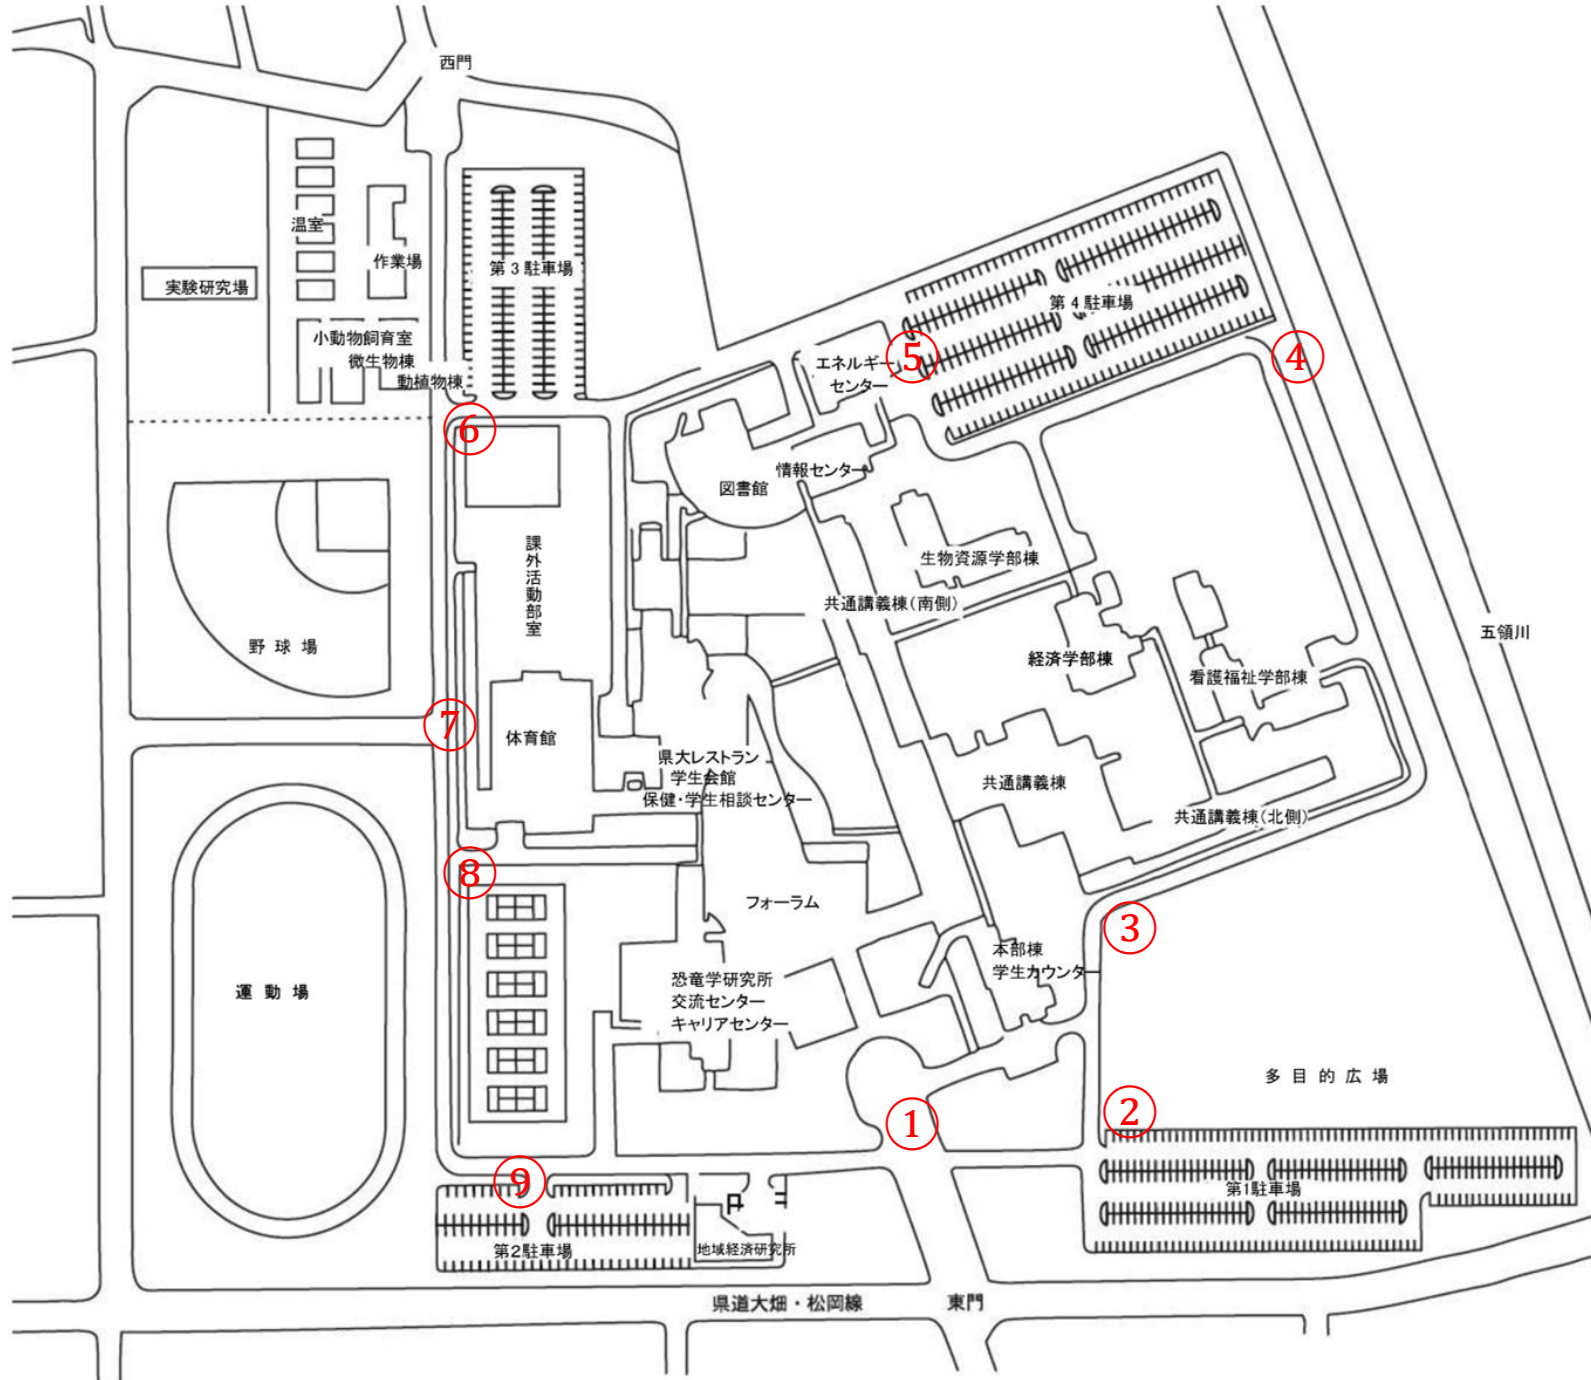 西門
温室
作業場
第３駐車場
実験研究場
小動物飼育室
微生物棟
動植物棟
第４駐車場
⑤
④
エネルギー
センター
⑥
情報センター
図書館
課外活動部室
生物資源学部棟
共通講義棟(南側)
五領川
野球場
経済学部棟
看護福祉学部棟
⑦
体育館
県大レストラン
学生会館
保健・学生相談センター
共通講義棟
共通講義棟(北側)
⑧
フォーラム
③
本部棟
学生カウンター
運動場
恐竜学研究所
交流センター
キャリアセンター
多目的広場
①
②
⑨
第1駐車場
第2駐車場
地域経済研究所
県道大畑・松岡線
東門